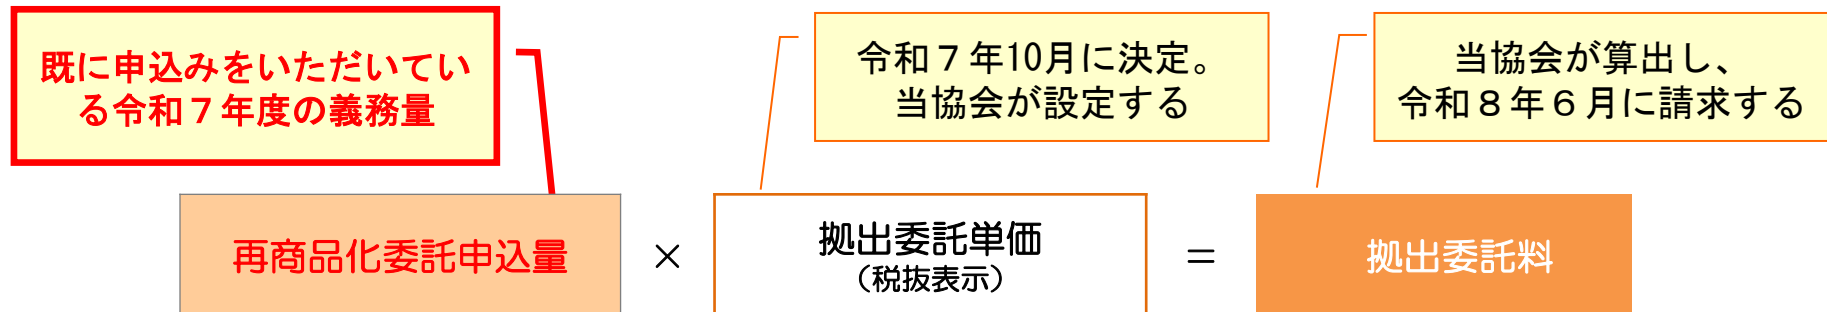 既に申込みをいただいてい
る令和７年度の義務量
令和７年10月に決定。
当協会が設定する
当協会が算出し、
令和８年６月に請求する
再商品化委託申込量
×
拠出委託単価
（税抜表示）
＝
拠出委託料